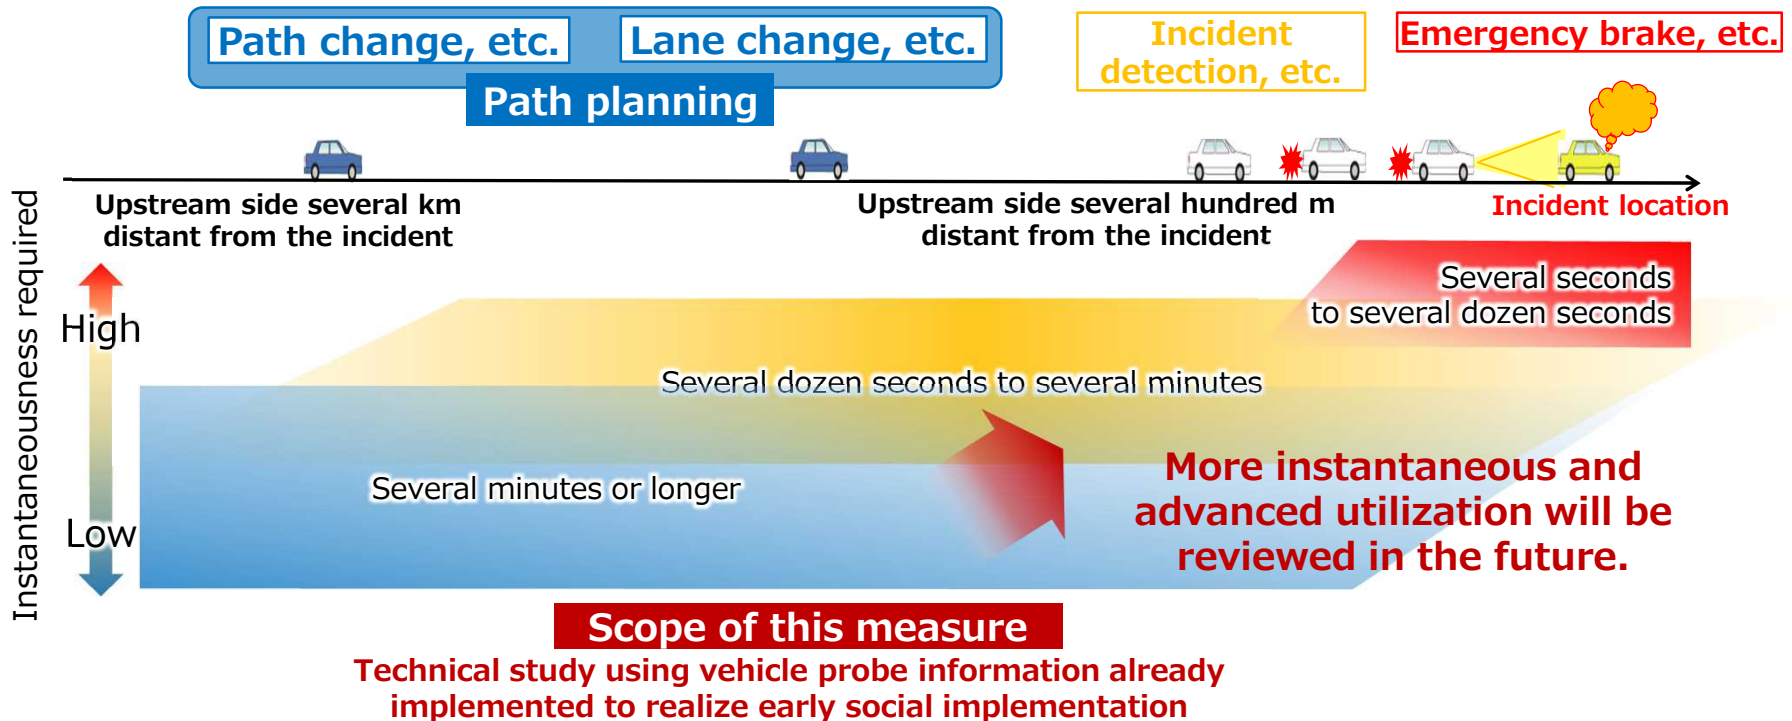 Path change, etc.
Lane change, etc.
Path planning
Incident
detection, etc.
Emergency brake, etc.
Upstream side several km
distant from the incident
Upstream side several hundred m
distant from the incident
Incident location
Instantaneousness required
High
Low
Several seconds
to several dozen seconds
Several dozen seconds to several minutes
Several minutes or longer
More instantaneous and
advanced utilization will be
reviewed in the future.
Scope of this measure
Technical study using vehicle probe information already
implemented to realize early social implementation